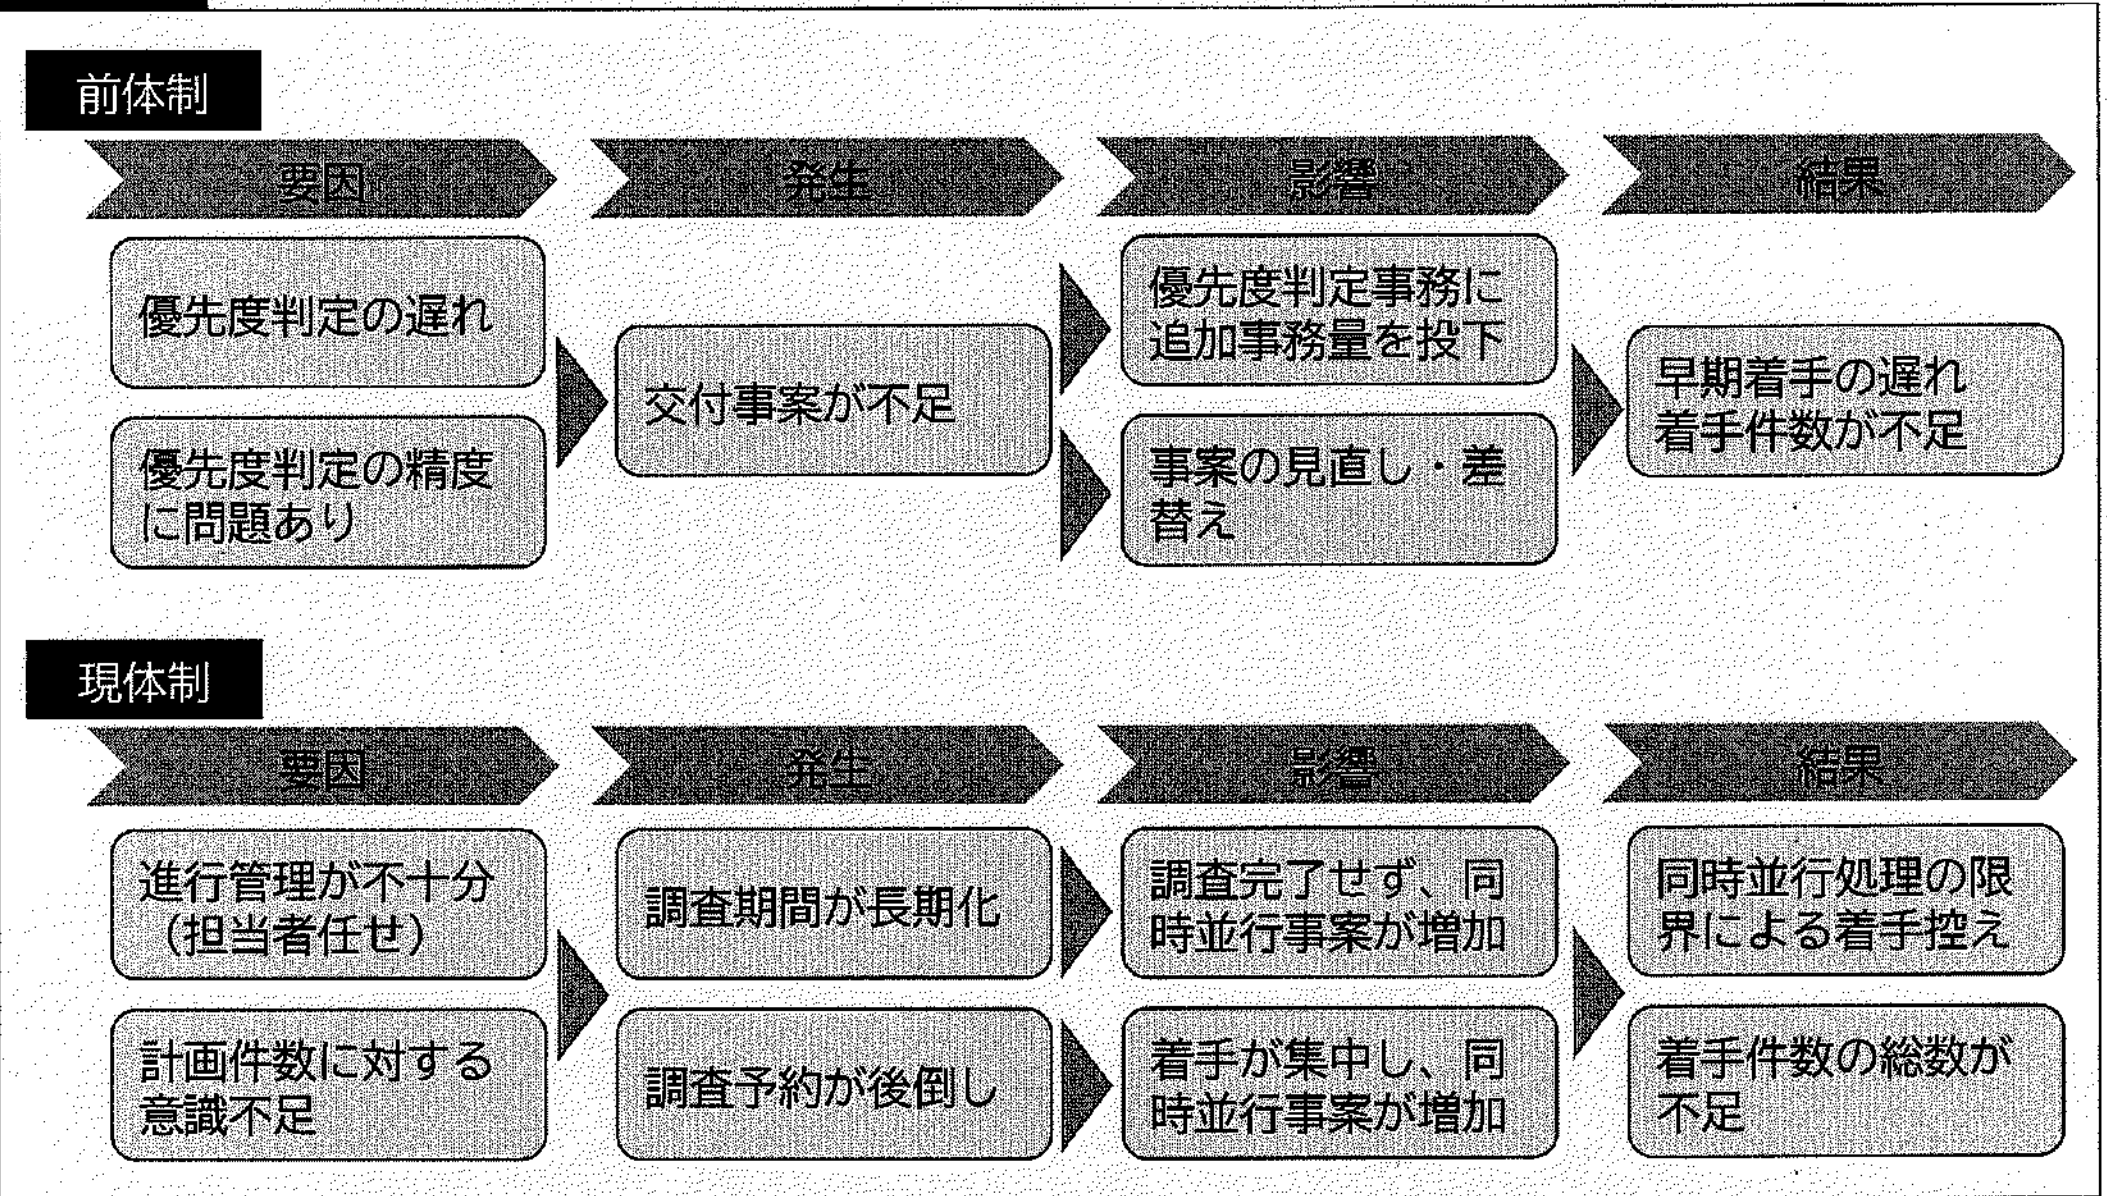 前体制
要因
発生
影響
結果
優先度判定の遅れ
優先度判定の精度
に問題あり
交付事案が不足
優先度判定事務に
追加事務量を投下
事案の見直し・差
替え
早期着手の遅れ
着手件数が不足
現体制
要因
発生
影響
結果
進行管理が不十分
（担当者任せ）
計画件数に対する
意識不足
調査期間が長期化
調査予約が後倒し
調査完了せず、同
時並行事案が増加
着手が集中し、同
時並行事案が増加
同時並行処理の限
界による着手控え
着手件数の総数が
不足